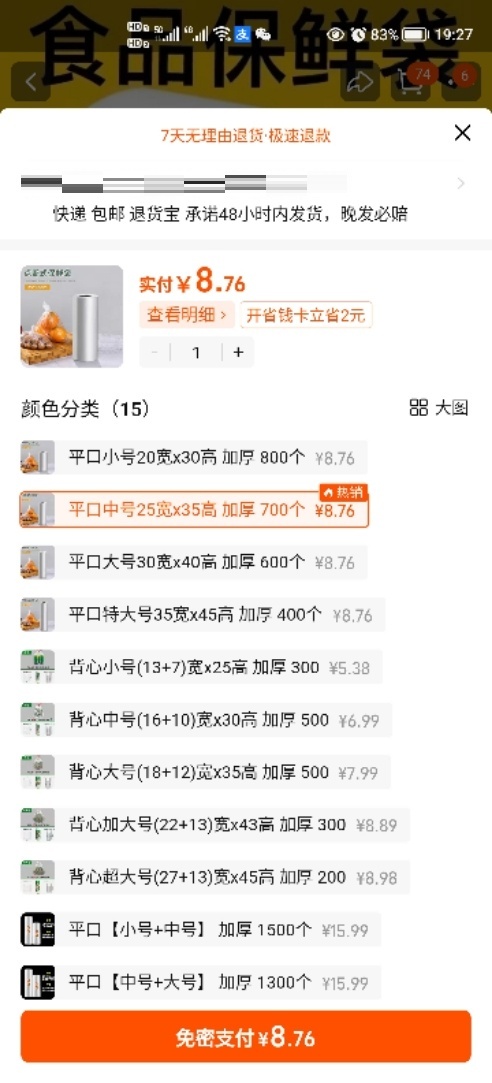 食品保鲜袋
HD 5G 4G 支 83% 19:27
HD2
74 6
7天无理由退货·极速退款
快递 包邮 退货宝 承诺48小时内发货，晚发必赔
实付¥8.76
查看明细 > 开省钱卡立省2元
- 1 +
颜色分类（15） 大图
平口小号20宽x30高 加厚 800个 ¥8.76
热销
平口中号25宽x35高 加厚 700个 ¥8.76
平口大号30宽x40高 加厚 600个 ¥8.76
平口特大号35宽x45高 加厚 400个 ¥8.76
背心小号(13+7)宽x25高 加厚 300 ¥5.38
背心中号(16+10)宽x30高 加厚 500 ¥6.99
背心大号(18+12)宽x35高 加厚 500 ¥7.99
背心加大号(22+13)宽x43高 加厚 300 ¥8.89
背心超大号(27+13)宽x45高 加厚 200 ¥8.98
平口【小号+中号】 加厚 1500个 ¥15.99
平口【中号+大号】 加厚 1300个 ¥15.99
免密支付¥8.76